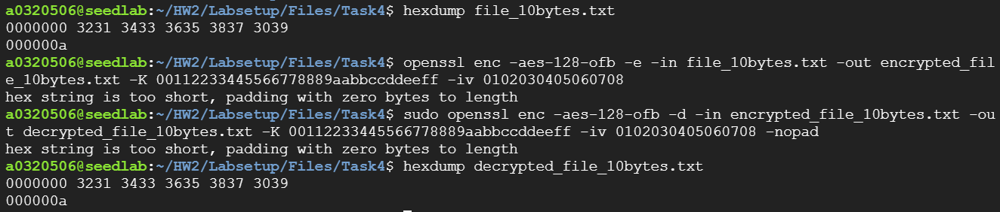 a0320506@seedlab:~/HW2/Labsetup/Files/Task4$ hexdump file_10bytes.txt
0000000 3231 3433 3635 3837 3039
000000a
a0320506@seedlab:~/HW2/Labsetup/Files/Task4$ openssl enc -aes-128-ofb -e -in file_10bytes.txt -out encrypted_fil
e_10bytes.txt -K 00112233445566778889aabbccddeeff -iv 0102030405060708
hex string is too short, padding with zero bytes to length
a0320506@seedlab:~/HW2/Labsetup/Files/Task4$ sudo openssl enc -aes-128-ofb -d -in encrypted_file_10bytes.txt -ou
t decrypted_file_10bytes.txt -K 00112233445566778889aabbccddeeff -iv 0102030405060708 -nopad
hex string is too short, padding with zero bytes to length
a0320506@seedlab:~/HW2/Labsetup/Files/Task4$ hexdump decrypted_file_10bytes.txt
0000000 3231 3433 3635 3837 3039
000000a